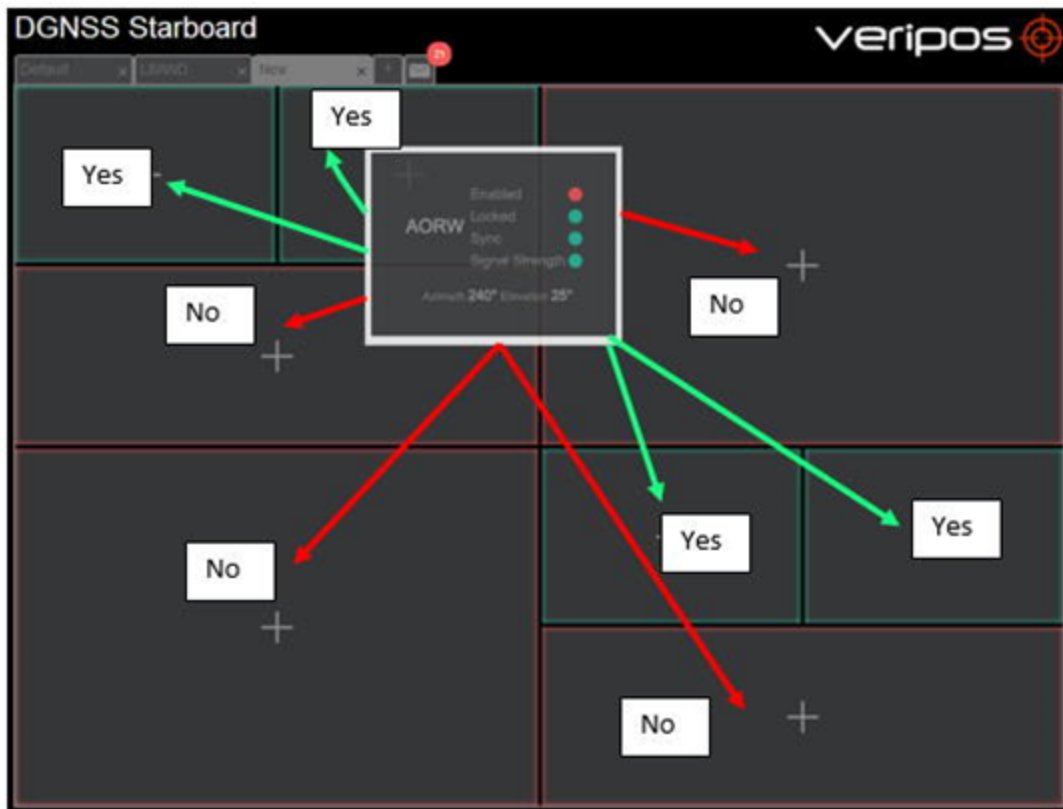 DGNSS Starboard
veripos
Default
LBAND
New
Yes
Yes
Enabled
Locked
AORW
Sync
Signal Strength
Azimuth 240° Elevation 25°
No
No
No
Yes
Yes
No